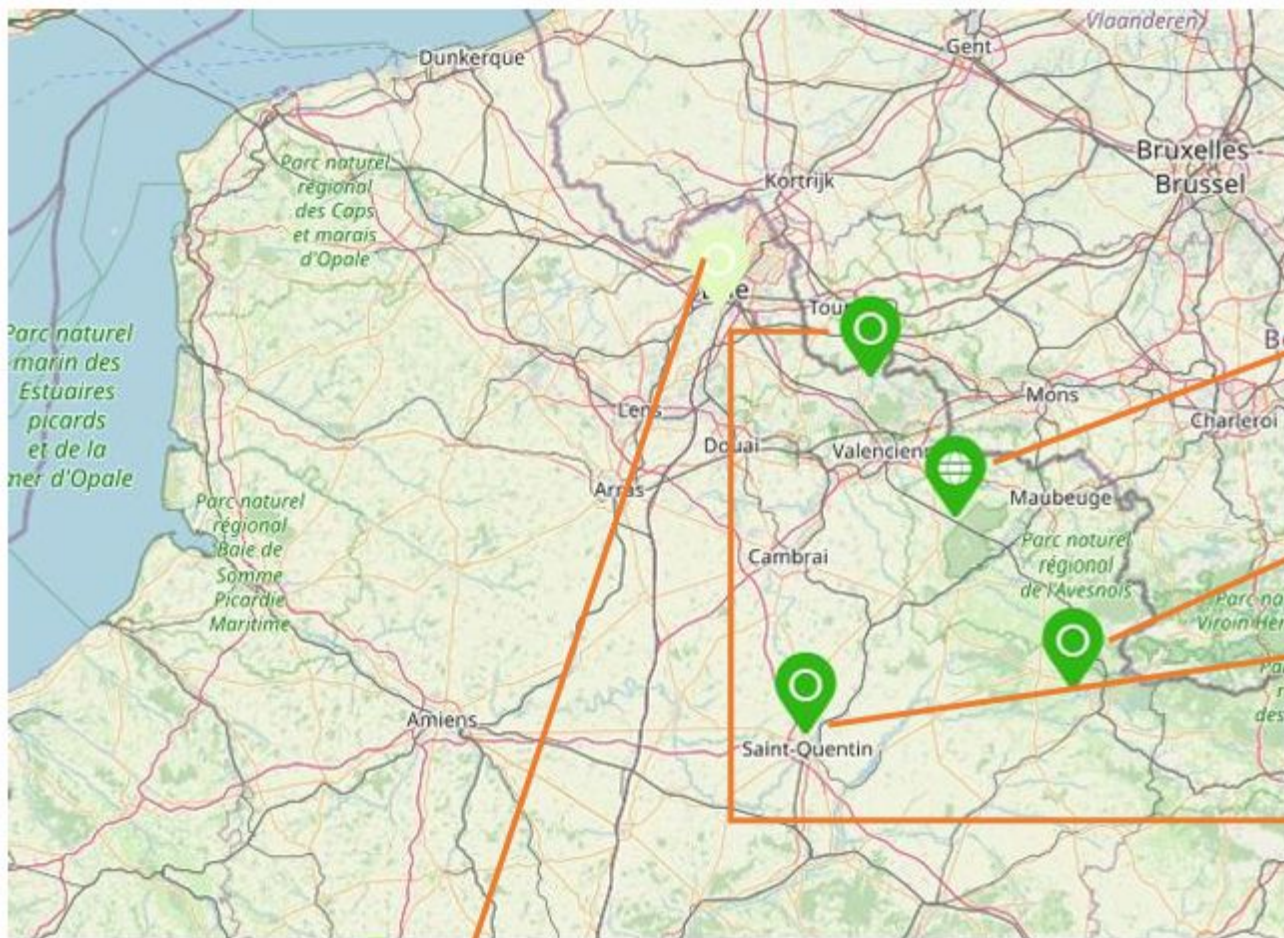 Vlaanderen
Gent
Dunkerque
Bruxelles -
Brussel
Parc naturel
régional
des Caps
et marais
d'Opale
Kortrijk
Parc naturel
marin des
Estuaires
picards
et de la
mer d'Opale
Mons
Lens
Charleroi
Douai
Arras
Maubeuge
Parc naturel
régional
Baie de
Somme
Picardie
Maritime
Cambrai
Parc naturel
régional
de l'Avesnois
Amiens
Saint-Quentin